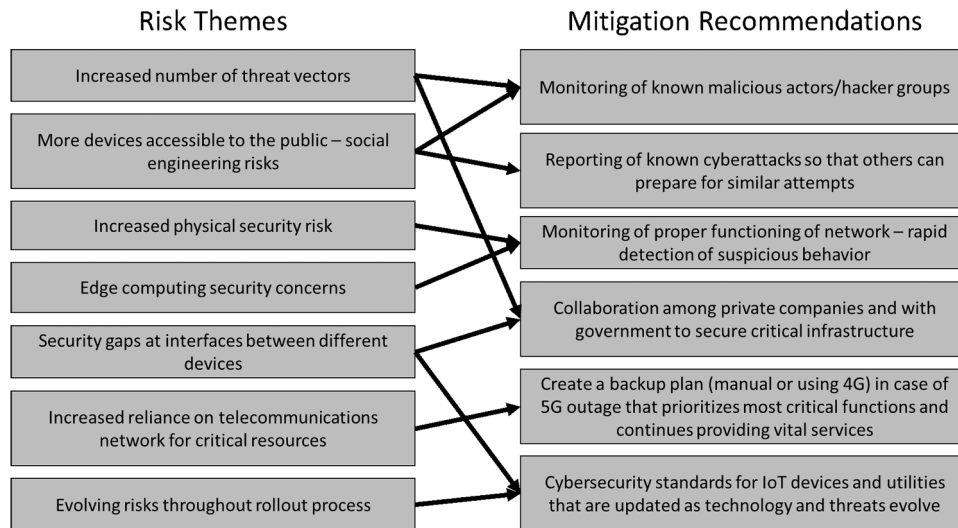 Risk Themes
Increased number of threat vectors
More devices accessible to the public – social
engineering risks
Increased physical security risk
Edge computing security concerns
Security gaps at interfaces between different
devices
Increased reliance on telecommunications
network for critical resources
Evolving risks throughout rollout process
Mitigation Recommendations
Monitoring of known malicious actors/hacker groups
Reporting of known cyberattacks so that others can
prepare for similar attempts
Monitoring of proper functioning of network – rapid
detection of suspicious behavior
Collaboration among private companies and with
government to secure critical infrastructure
Create a backup plan (manual or using 4G) in case of
5G outage that prioritizes most critical functions and
continues providing vital services
Cybersecurity standards for IoT devices and utilities
that are updated as technology and threats evolve